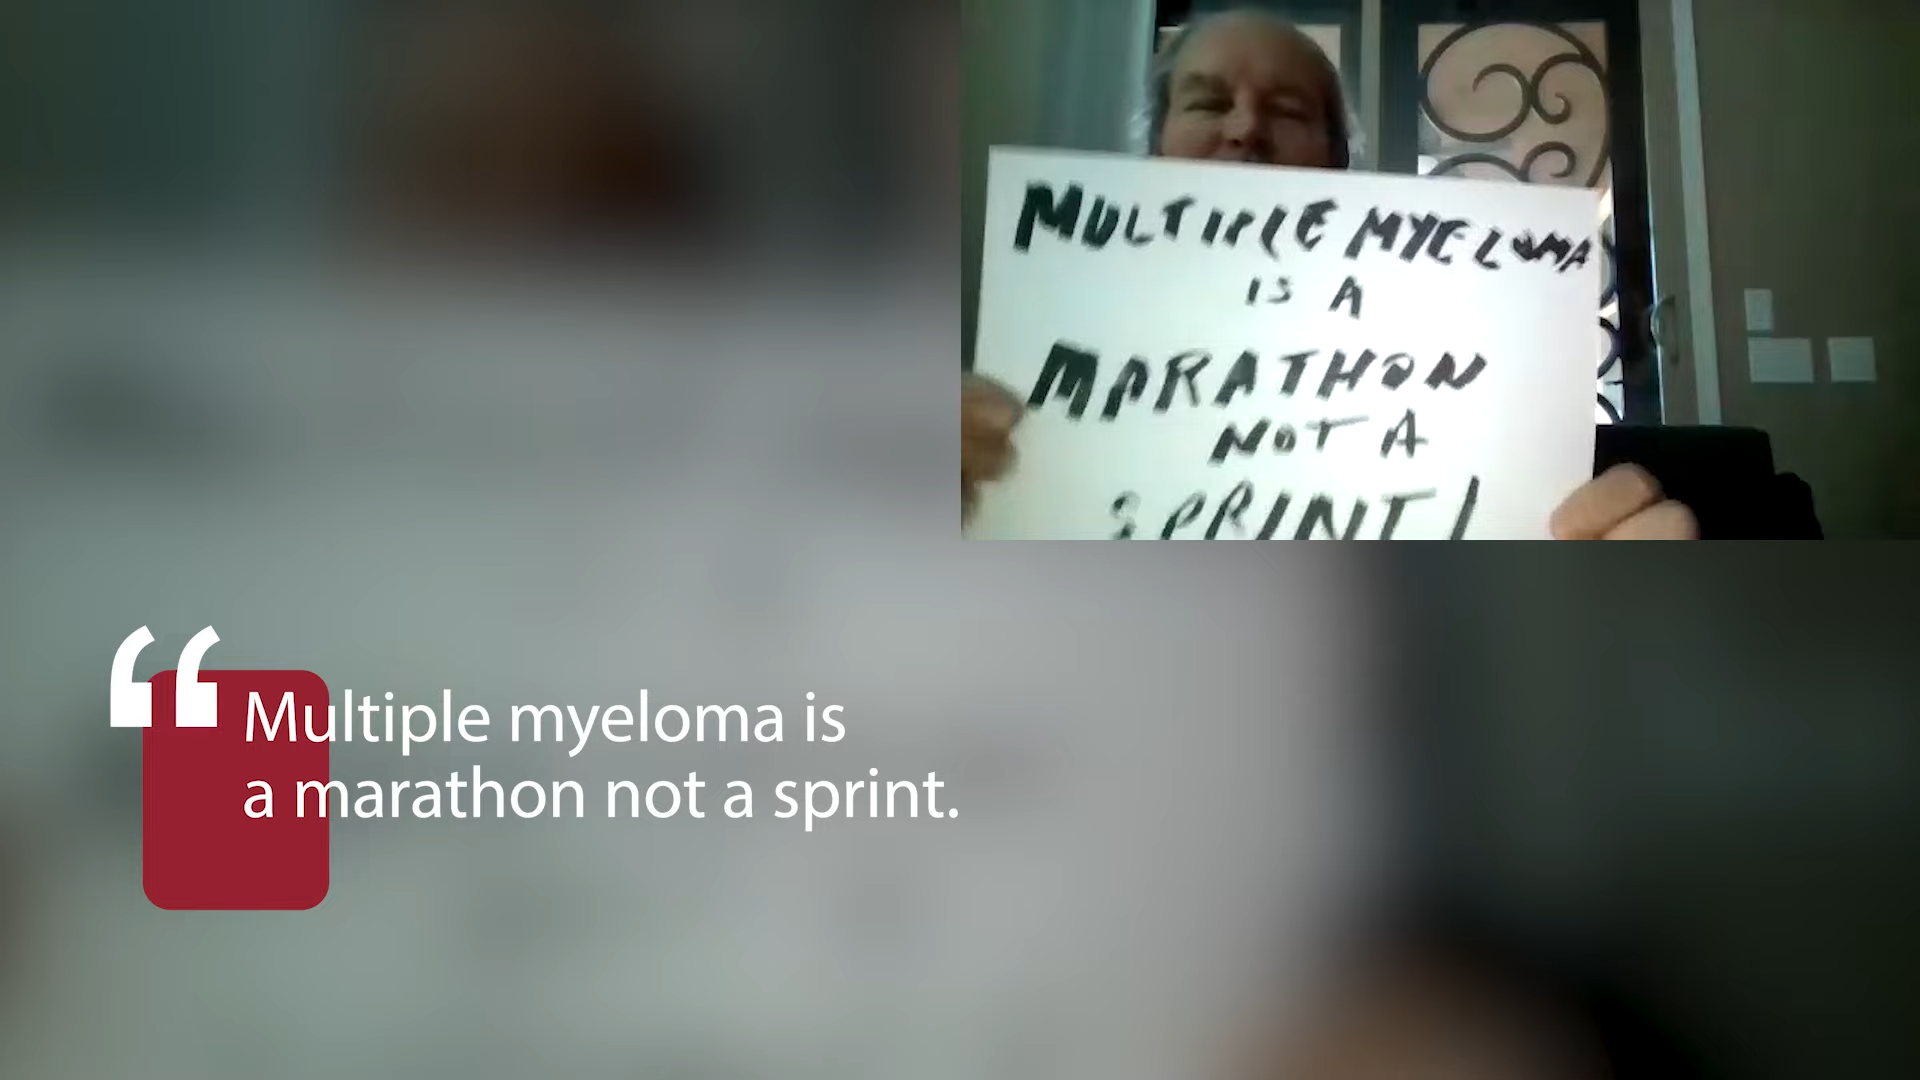 MULTIPLE MYELOMA
IS A
MARATHON
NOT A
SPRINT!
“Multiple myeloma is
a marathon not a sprint.